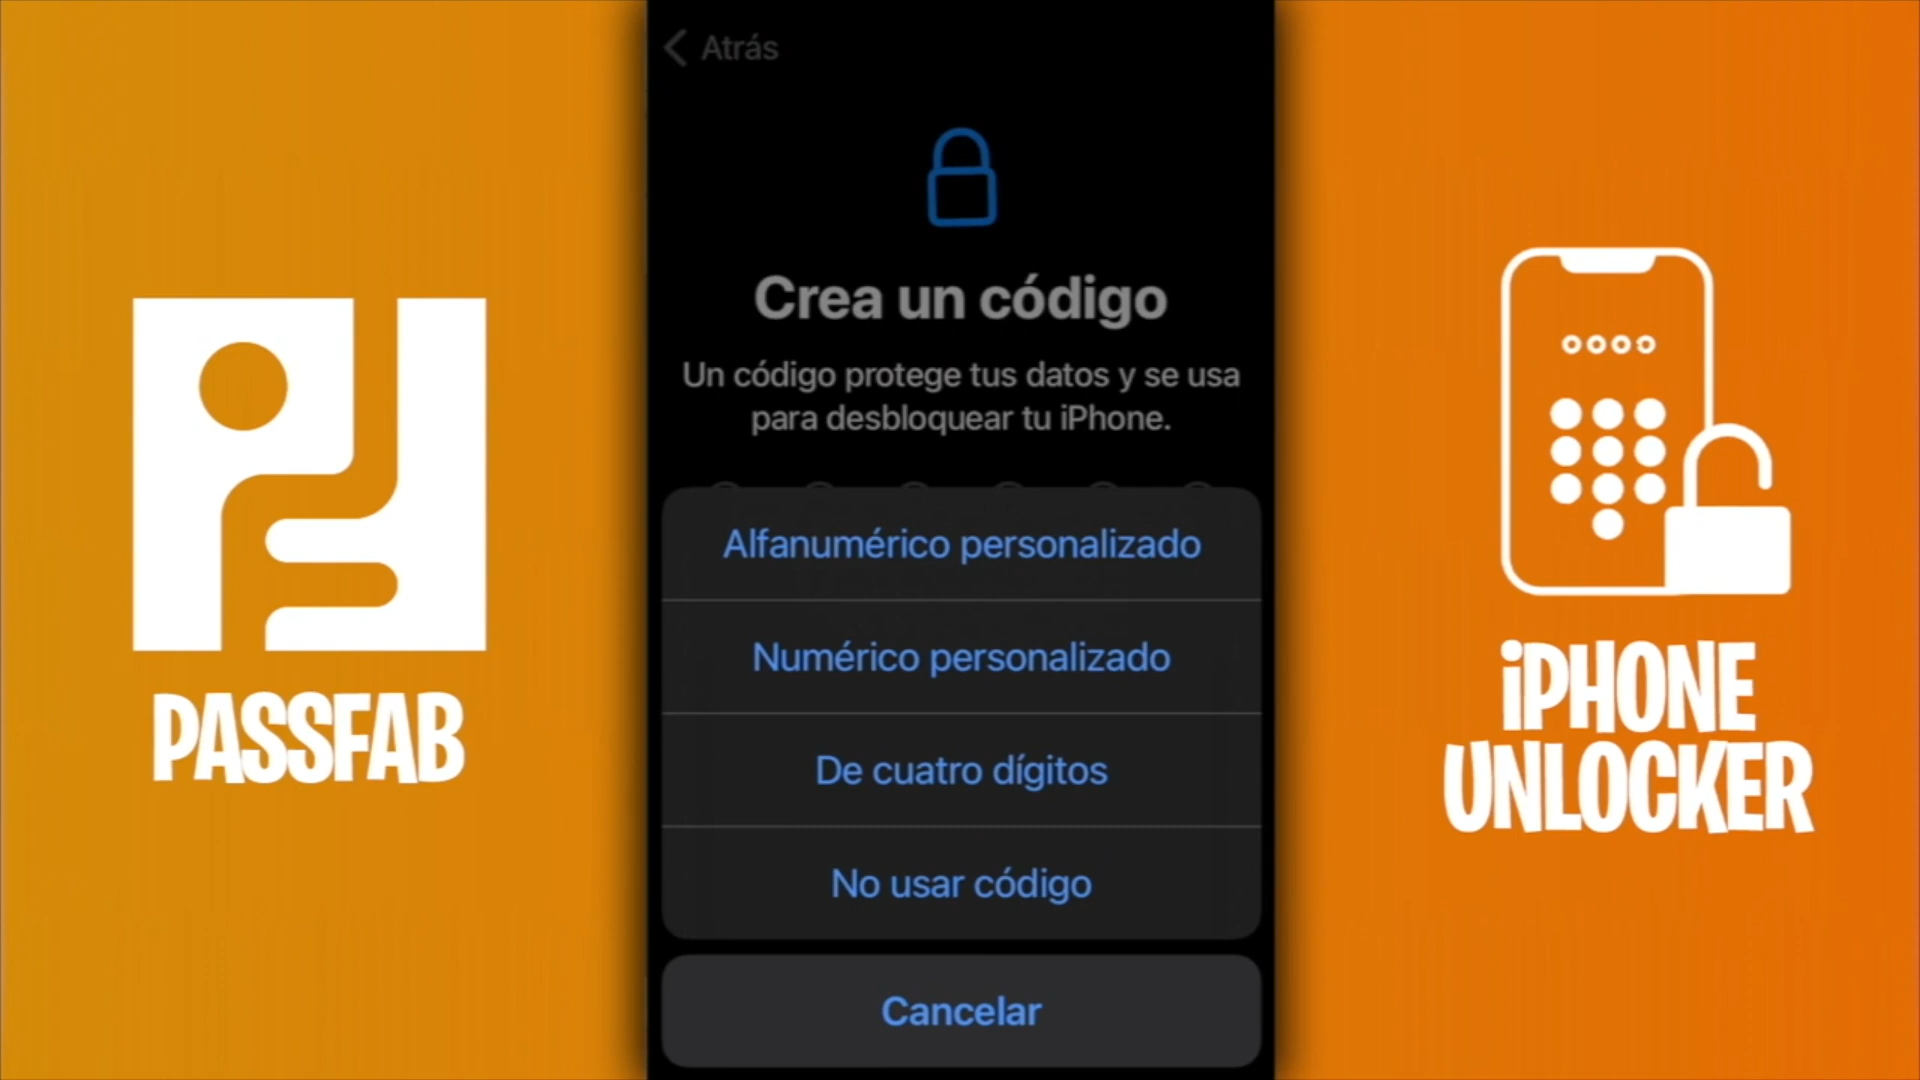 Atrás
Crea un código
Un código protege tus datos y se usa
para desbloquear tu iPhone.
Alfanumérico personalizado
Numérico personalizado
De cuatro dígitos
No usar código
Cancelar
PASSFAB
iPHONE
UNLOCKER